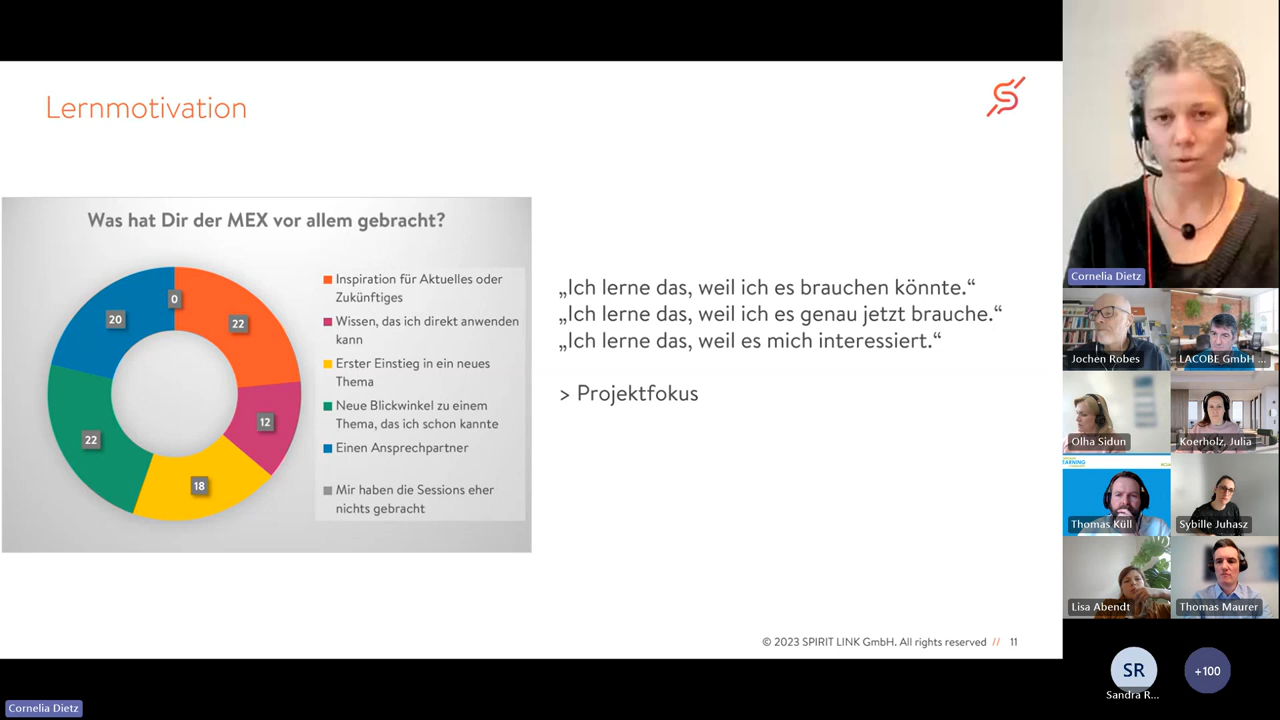 Lernmotivation
Was hat Dir der MEX vor allem gebracht?
0
22
12
18
22
20
Inspiration für Aktuelles oder
Zukünftiges
Wissen, das ich direkt anwenden
kann
Erster Einstieg in ein neues
Thema
Neue Blickwinkel zu einem
Thema, das ich schon kannte
Einen Ansprechpartner
Mir haben die Sessions eher
nichts gebracht
„Ich lerne das, weil ich es brauchen könnte.“
„Ich lerne das, weil ich es genau jetzt brauche.“
„Ich lerne das, weil es mich interessiert.“
> Projektfokus
© 2023 SPIRIT LINK GmbH. All rights reserved // 11
Cornelia Dietz
Cornelia Dietz
Jochen Robes
LACOBE GmbH ...
Olha Sidun
Koerholz, Julia
EARNING
Thomas Küll
Sybille Juhasz
Lisa Abendt
Thomas Maurer
SR
Sandra R...
+100